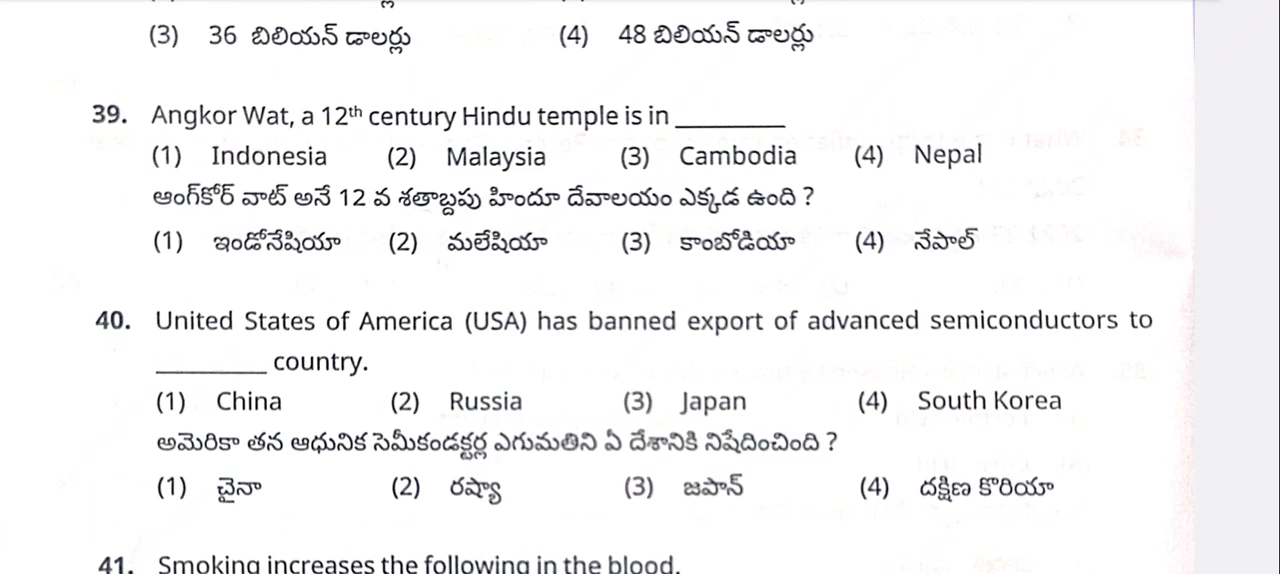 (3) 36 బిలియన్ డాలర్లు (4) 48 బిలియన్ డాలర్లు
39. Angkor Wat, a 12th century Hindu temple is in ________
(1) Indonesia (2) Malaysia (3) Cambodia (4) Nepal
ఆంగ్‌కోర్ వాట్ అనే 12 వ శతాబ్దపు హిందూ దేవాలయం ఎక్కడ ఉంది ?
(1) ఇండోనేషియా (2) మలేషియా (3) కాంబోడియా (4) నేపాల్
40. United States of America (USA) has banned export of advanced semiconductors to
________ country.
(1) China (2) Russia (3) Japan (4) South Korea
అమెరికా తన ఆధునిక సెమీకండక్టర్ల ఎగుమతిని ఏ దేశానికి నిషేదించింది ?
(1) చైనా (2) రష్యా (3) జపాన్ (4) దక్షిణ కొరియా
41. Smoking increases the following in the blood.